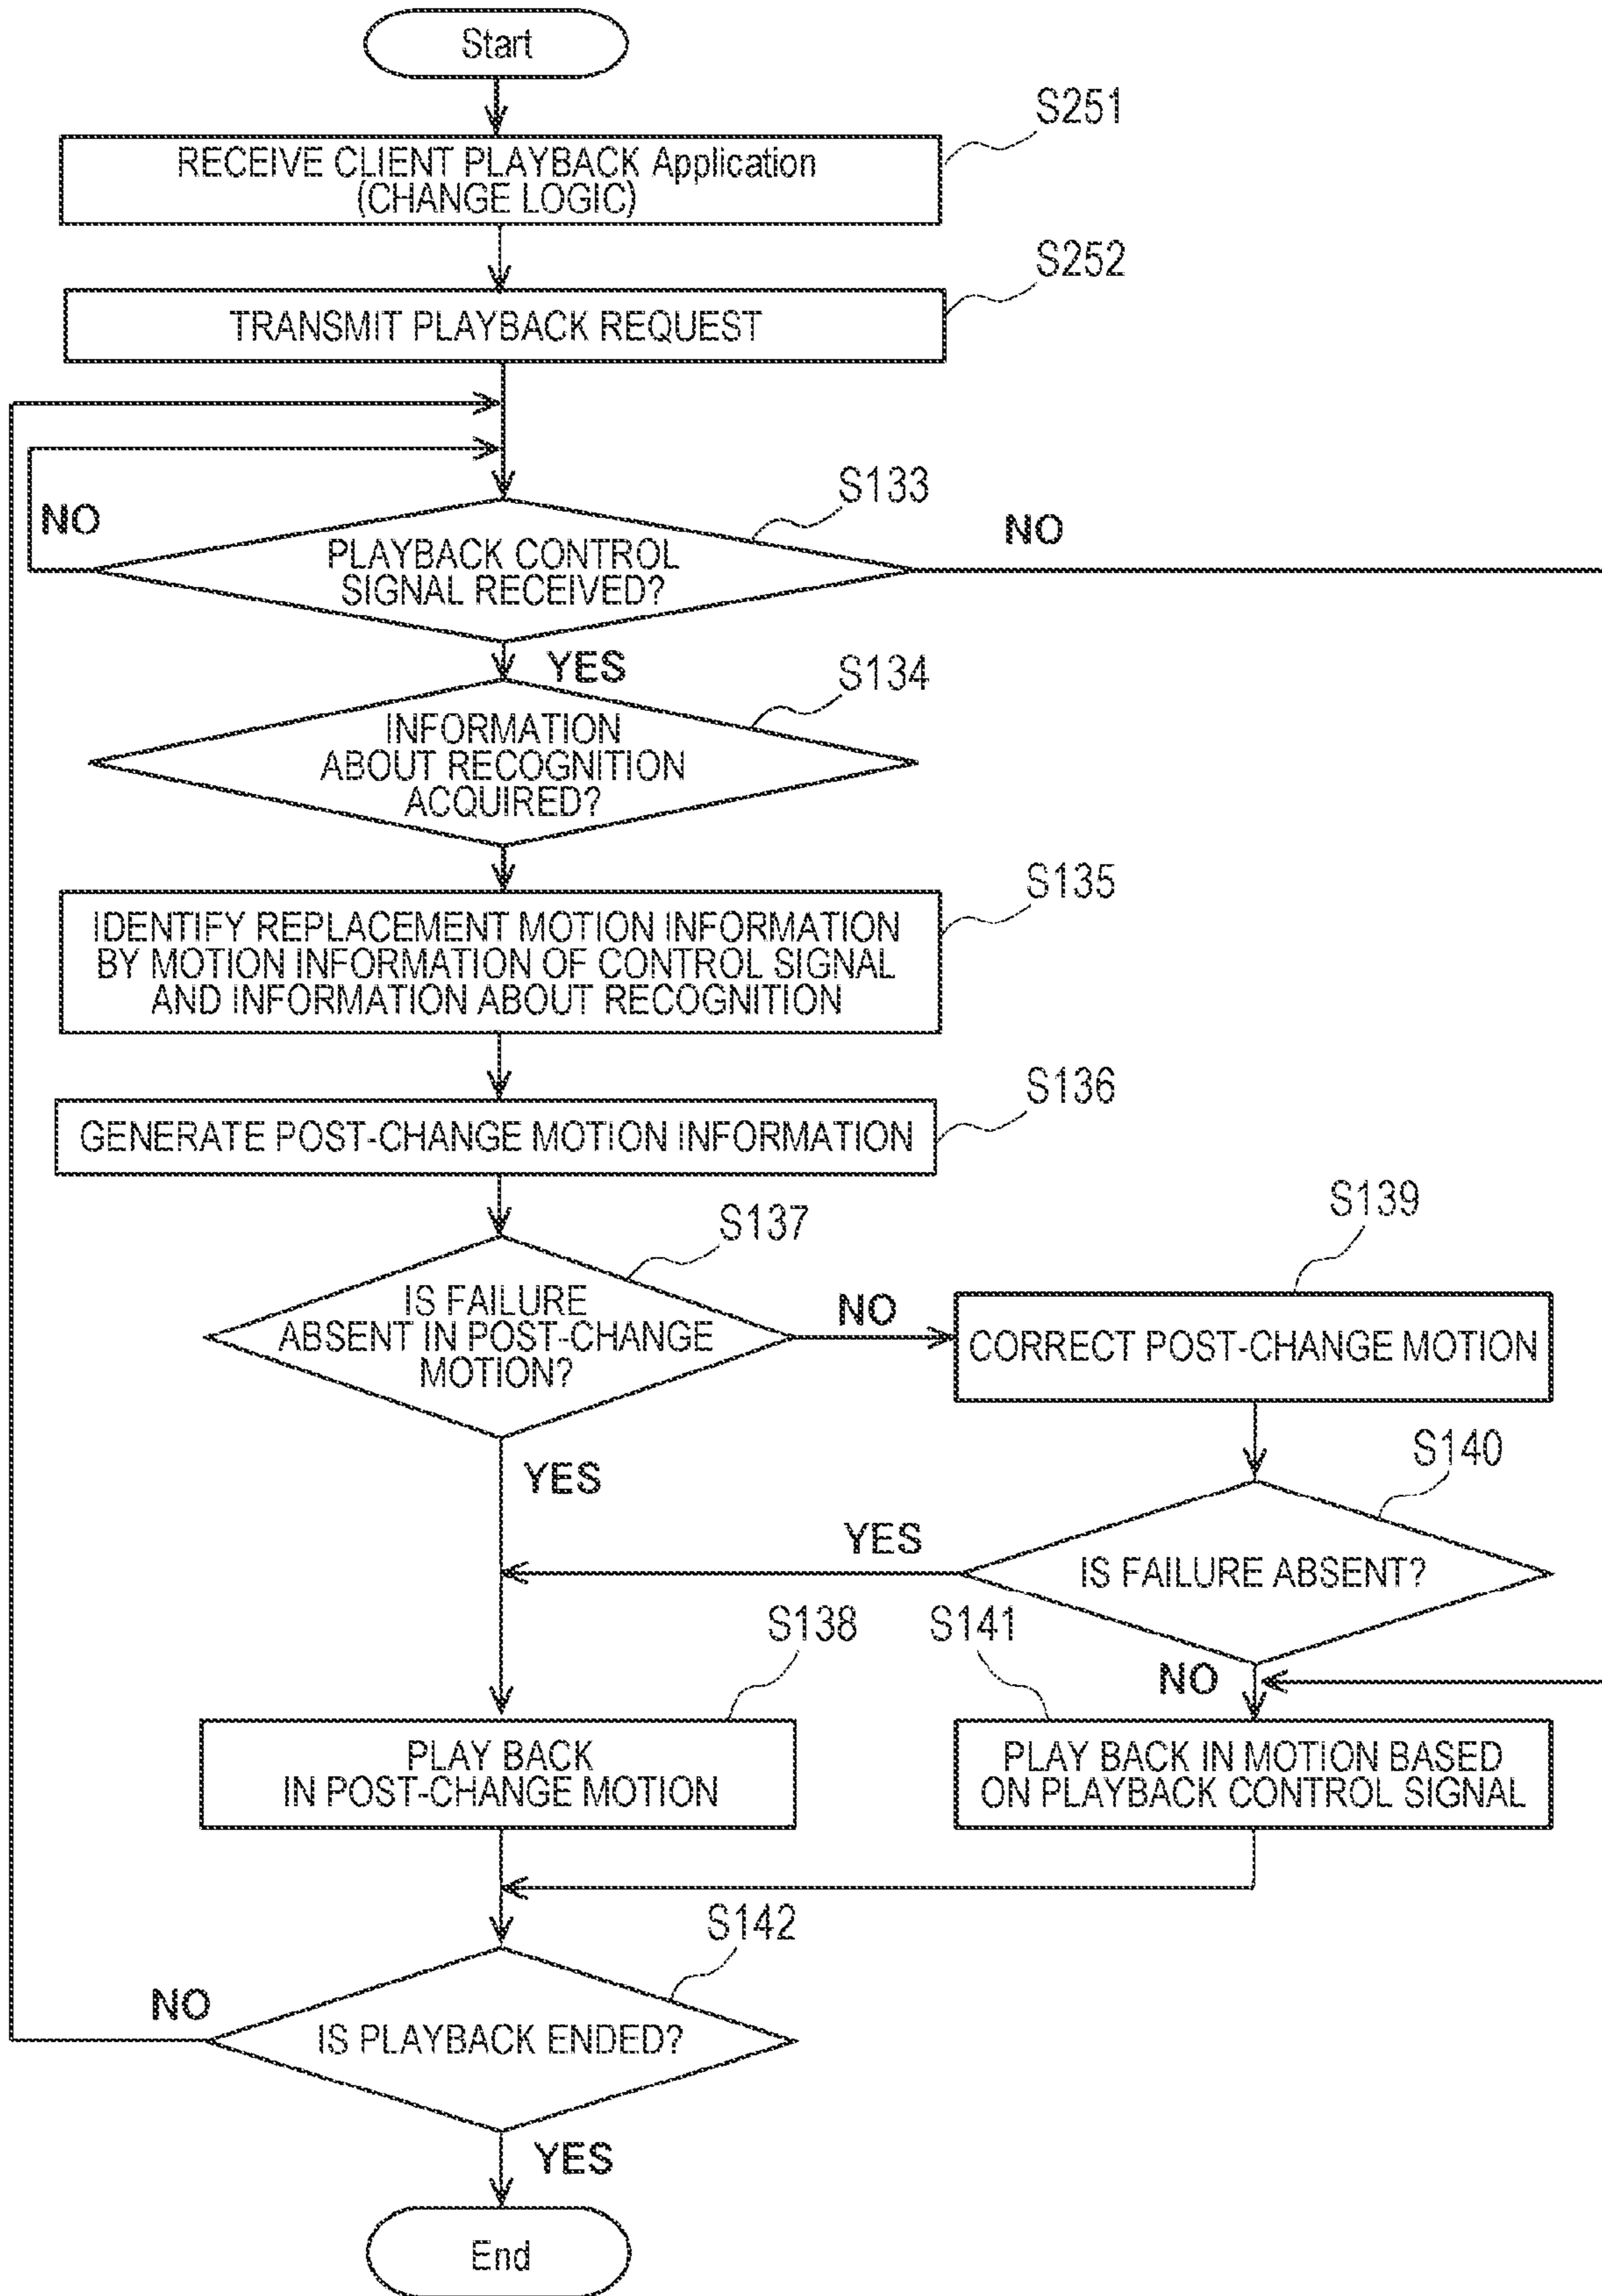 Start
S251
RECEIVE CLIENT PLAYBACK Application
(CHANGE LOGIC)
S252
TRANSMIT PLAYBACK REQUEST
S133
NO
NO
PLAYBACK CONTROL
SIGNAL RECEIVED?
YES
S134
INFORMATION
ABOUT RECOGNITION
ACQUIRED?
S135
IDENTIFY REPLACEMENT MOTION INFORMATION
BY MOTION INFORMATION OF CONTROL SIGNAL
AND INFORMATION ABOUT RECOGNITION
S136
GENERATE POST-CHANGE MOTION INFORMATION
S137
S139
IS FAILURE
ABSENT IN POST-CHANGE
MOTION?
NO
CORRECT POST-CHANGE MOTION
YES
S140
YES
IS FAILURE ABSENT?
S138
S141
NO
PLAY BACK
IN POST-CHANGE MOTION
PLAY BACK IN MOTION BASED
ON PLAYBACK CONTROL SIGNAL
S142
NO
IS PLAYBACK ENDED?
YES
End